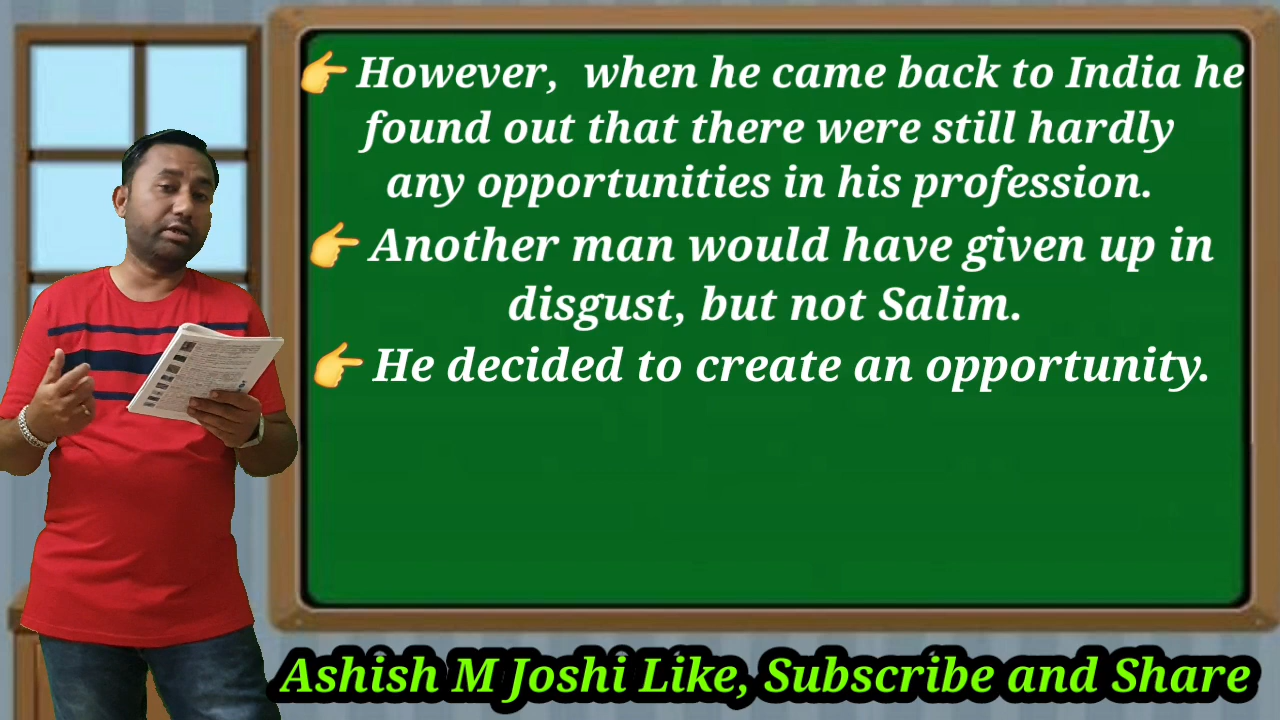 👉 However, when he came back to India he
found out that there were still hardly
any opportunities in his profession.
👉 Another man would have given up in
disgust, but not Salim.
👉 He decided to create an opportunity.
Ashish M Joshi Like, Subscribe and Share